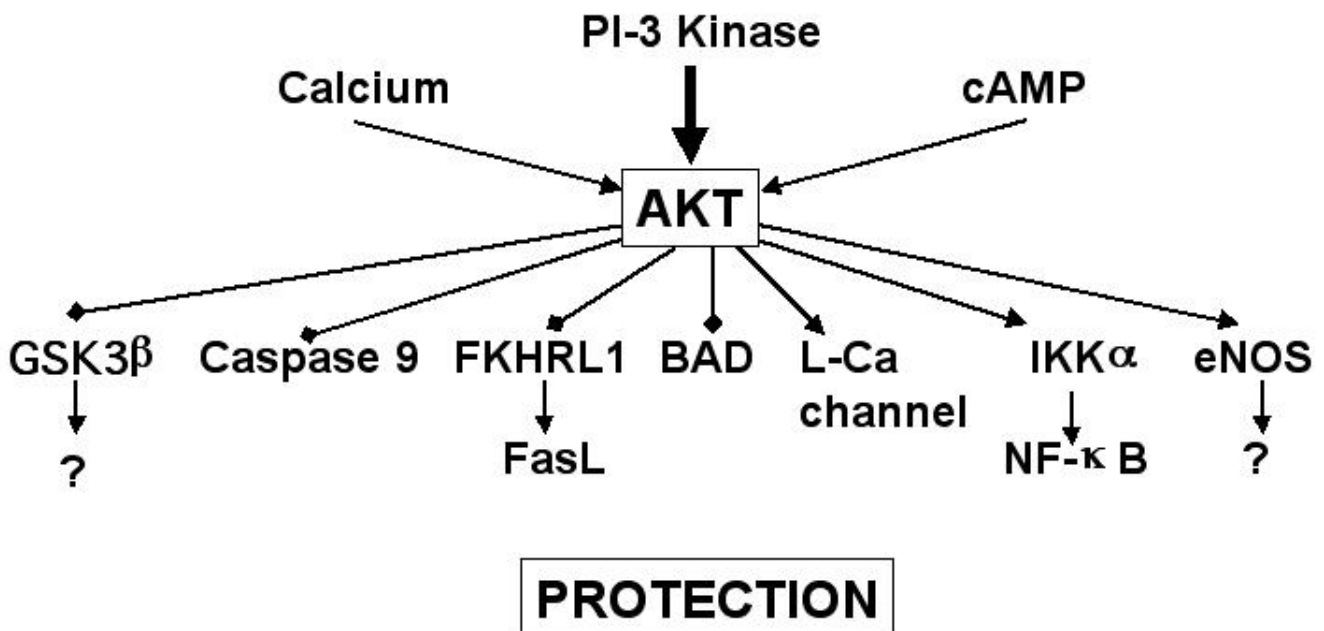 PI-3 Kinase
Calcium
cAMP
AKT
GSK3β
Caspase 9
FKHRL1
BAD
L-Ca
channel
IKKα
eNOS
?
FasL
NF-κ B
?
PROTECTION